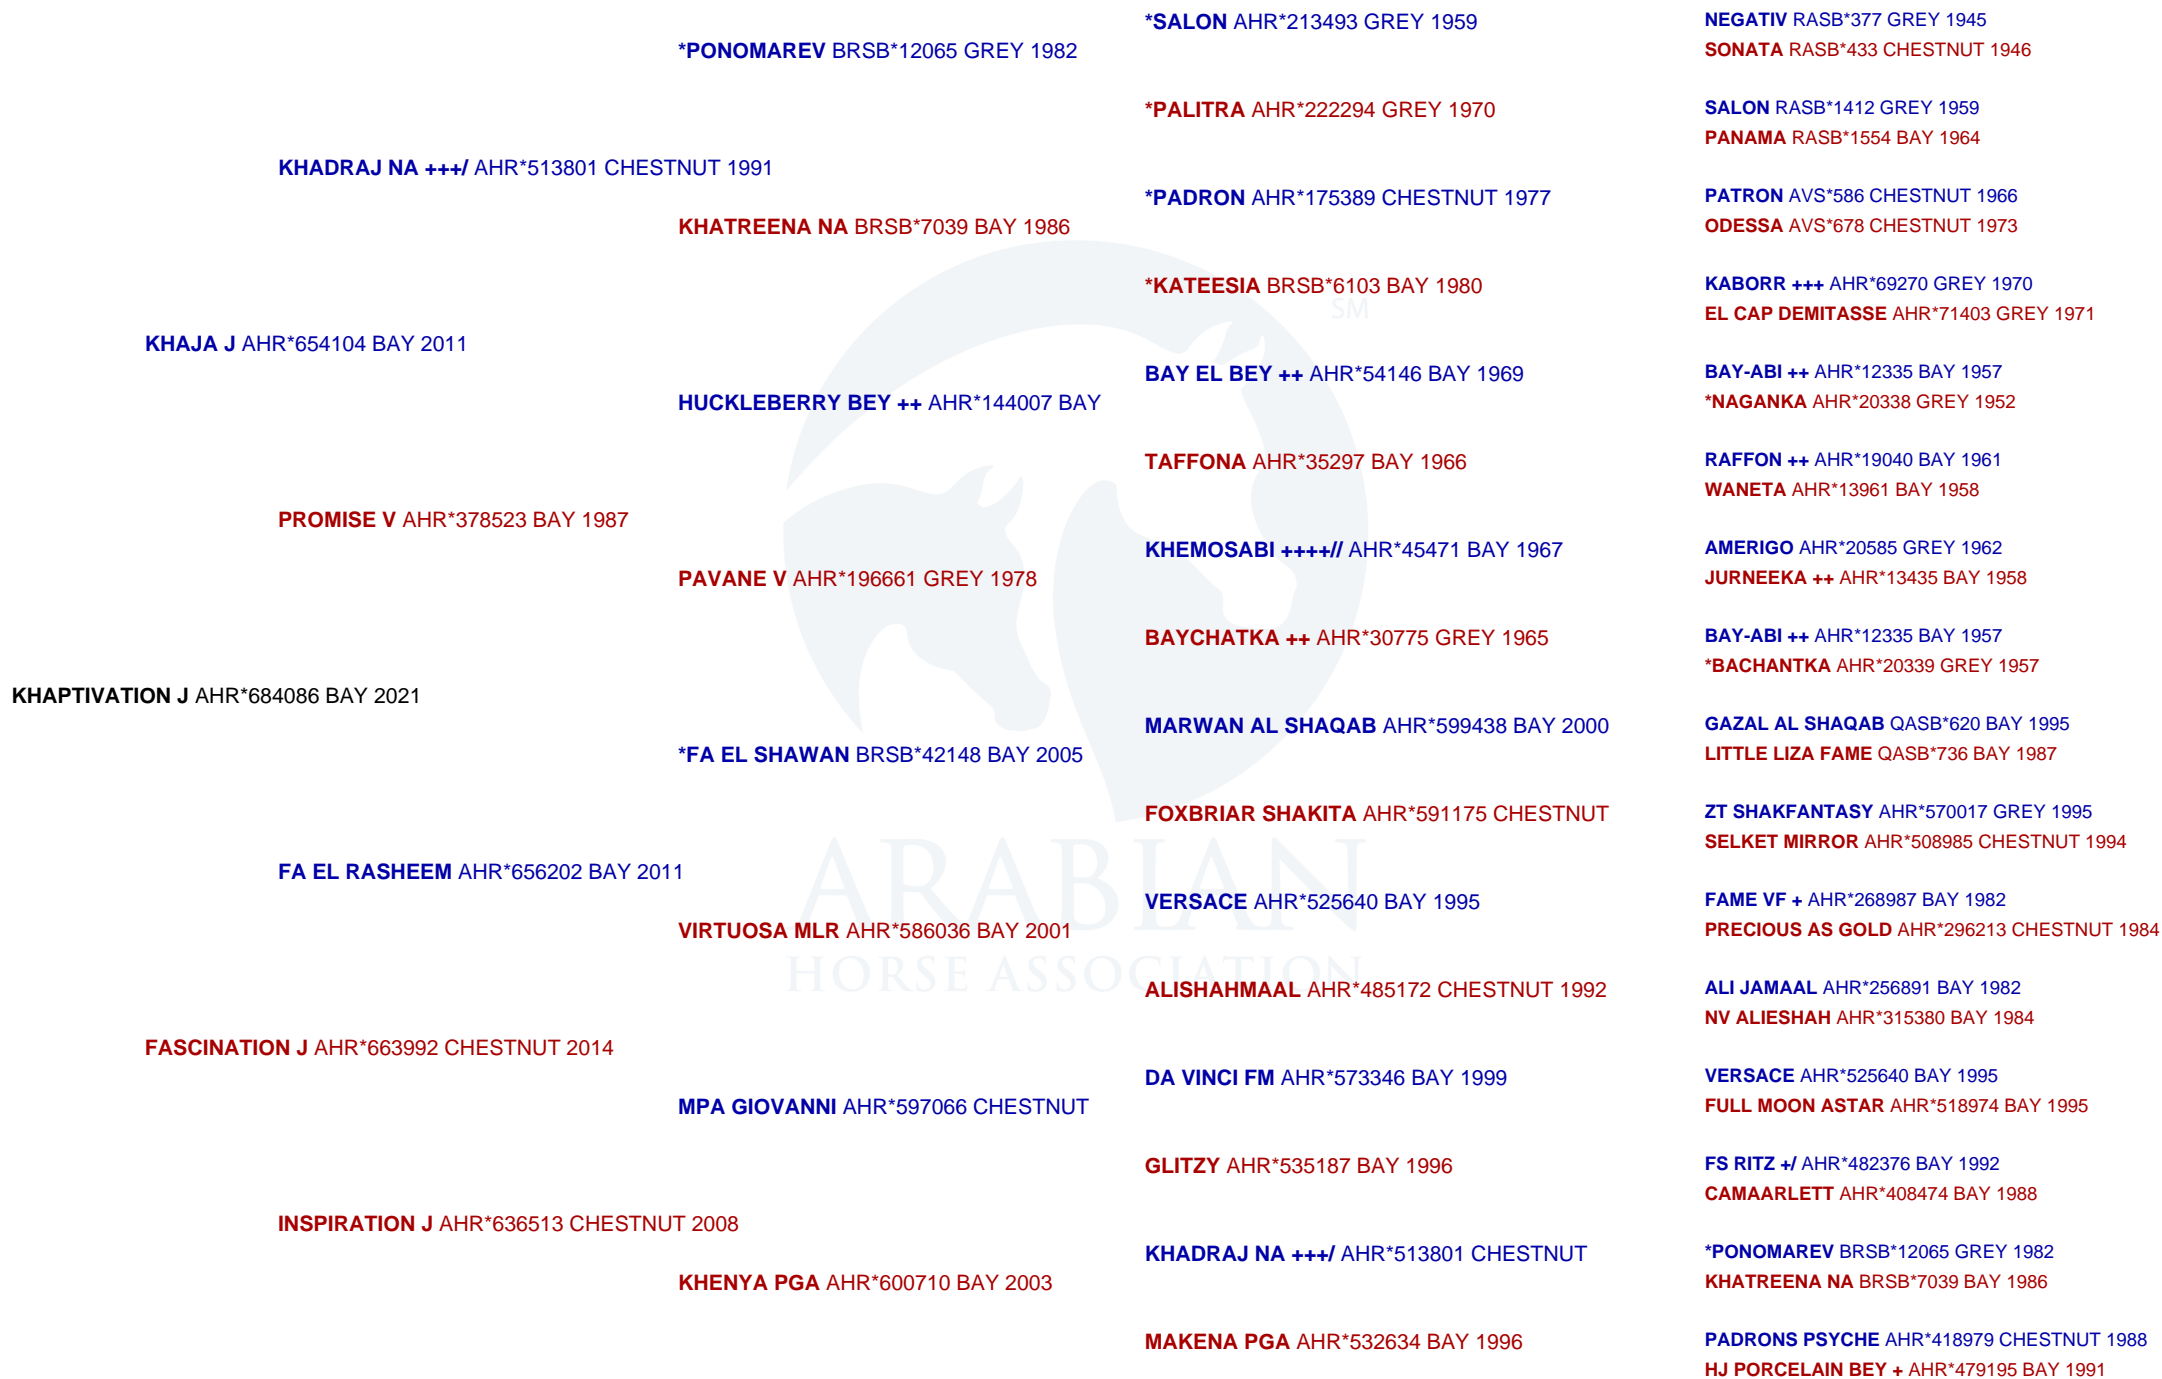 *SALON AHR*213493 GREY 1959
NEGATIV RASB*377 GREY 1945
*PONOMAREV BRSB*12065 GREY 1982
SONATA RASB*433 CHESTNUT 1946
*PALITRA AHR*222294 GREY 1970
SALON RASB*1412 GREY 1959
PANAMA RASB*1554 BAY 1964
KHADRAJ NA +++/ AHR*513801 CHESTNUT 1991
*PADRON AHR*175389 CHESTNUT 1977
PATRON AVS*586 CHESTNUT 1966
KHATREENA NA BRSB*7039 BAY 1986
ODESSA AVS*678 CHESTNUT 1973
*KATEESIA BRSB*6103 BAY 1980
KABORR +++ AHR*69270 GREY 1970
SM
EL CAP DEMITASSE AHR*71403 GREY 1971
KHAJA J AHR*654104 BAY 2011
BAY EL BEY ++ AHR*54146 BAY 1969
BAY-ABI ++ AHR*12335 BAY 1957
HUCKLEBERRY BEY ++ AHR*144007 BAY
*NAGANKA AHR*20338 GREY 1952
TAFFONA AHR*35297 BAY 1966
RAFFON ++ AHR*19040 BAY 1961
WANETA AHR*13961 BAY 1958
PROMISE V AHR*378523 BAY 1987
KHEMOSABI ++++// AHR*45471 BAY 1967
AMERIGO AHR*20585 GREY 1962
PAVANE V AHR*196661 GREY 1978
JURNEEKA ++ AHR*13435 BAY 1958
BAYCHATKA ++ AHR*30775 GREY 1965
BAY-ABI ++ AHR*12335 BAY 1957
*BACHANTKA AHR*20339 GREY 1957
KHAPTIVATION J AHR*684086 BAY 2021
MARWAN AL SHAQAB AHR*599438 BAY 2000
GAZAL AL SHAQAB QASB*620 BAY 1995
*FA EL SHAWAN BRSB*42148 BAY 2005
LITTLE LIZA FAME QASB*736 BAY 1987
FOXBRIAR SHAKITA AHR*591175 CHESTNUT
ZT SHAKFANTASY AHR*570017 GREY 1995
SELKET MIRROR AHR*508985 CHESTNUT 1994
FA EL RASHEEM AHR*656202 BAY 2011
ARABIAN
VERSACE AHR*525640 BAY 1995
FAME VF + AHR*268987 BAY 1982
VIRTUOSA MLR AHR*586036 BAY 2001
PRECIOUS AS GOLD AHR*296213 CHESTNUT 1984
HORSE ASSOCIATION
ALISHAHMAAL AHR*485172 CHESTNUT 1992
ALI JAMAAL AHR*256891 BAY 1982
NV ALIESHAH AHR*315380 BAY 1984
FASCINATION J AHR*663992 CHESTNUT 2014
DA VINCI FM AHR*573346 BAY 1999
VERSACE AHR*525640 BAY 1995
MPA GIOVANNI AHR*597066 CHESTNUT
FULL MOON ASTAR AHR*518974 BAY 1995
GLITZY AHR*535187 BAY 1996
FS RITZ +/ AHR*482376 BAY 1992
CAMAARLETT AHR*408474 BAY 1988
INSPIRATION J AHR*636513 CHESTNUT 2008
KHADRAJ NA +++/ AHR*513801 CHESTNUT
*PONOMAREV BRSB*12065 GREY 1982
KHENYA PGA AHR*600710 BAY 2003
KHATREENA NA BRSB*7039 BAY 1986
MAKENA PGA AHR*532634 BAY 1996
PADRONS PSYCHE AHR*418979 CHESTNUT 1988
HJ PORCELAIN BEY + AHR*479195 BAY 1991